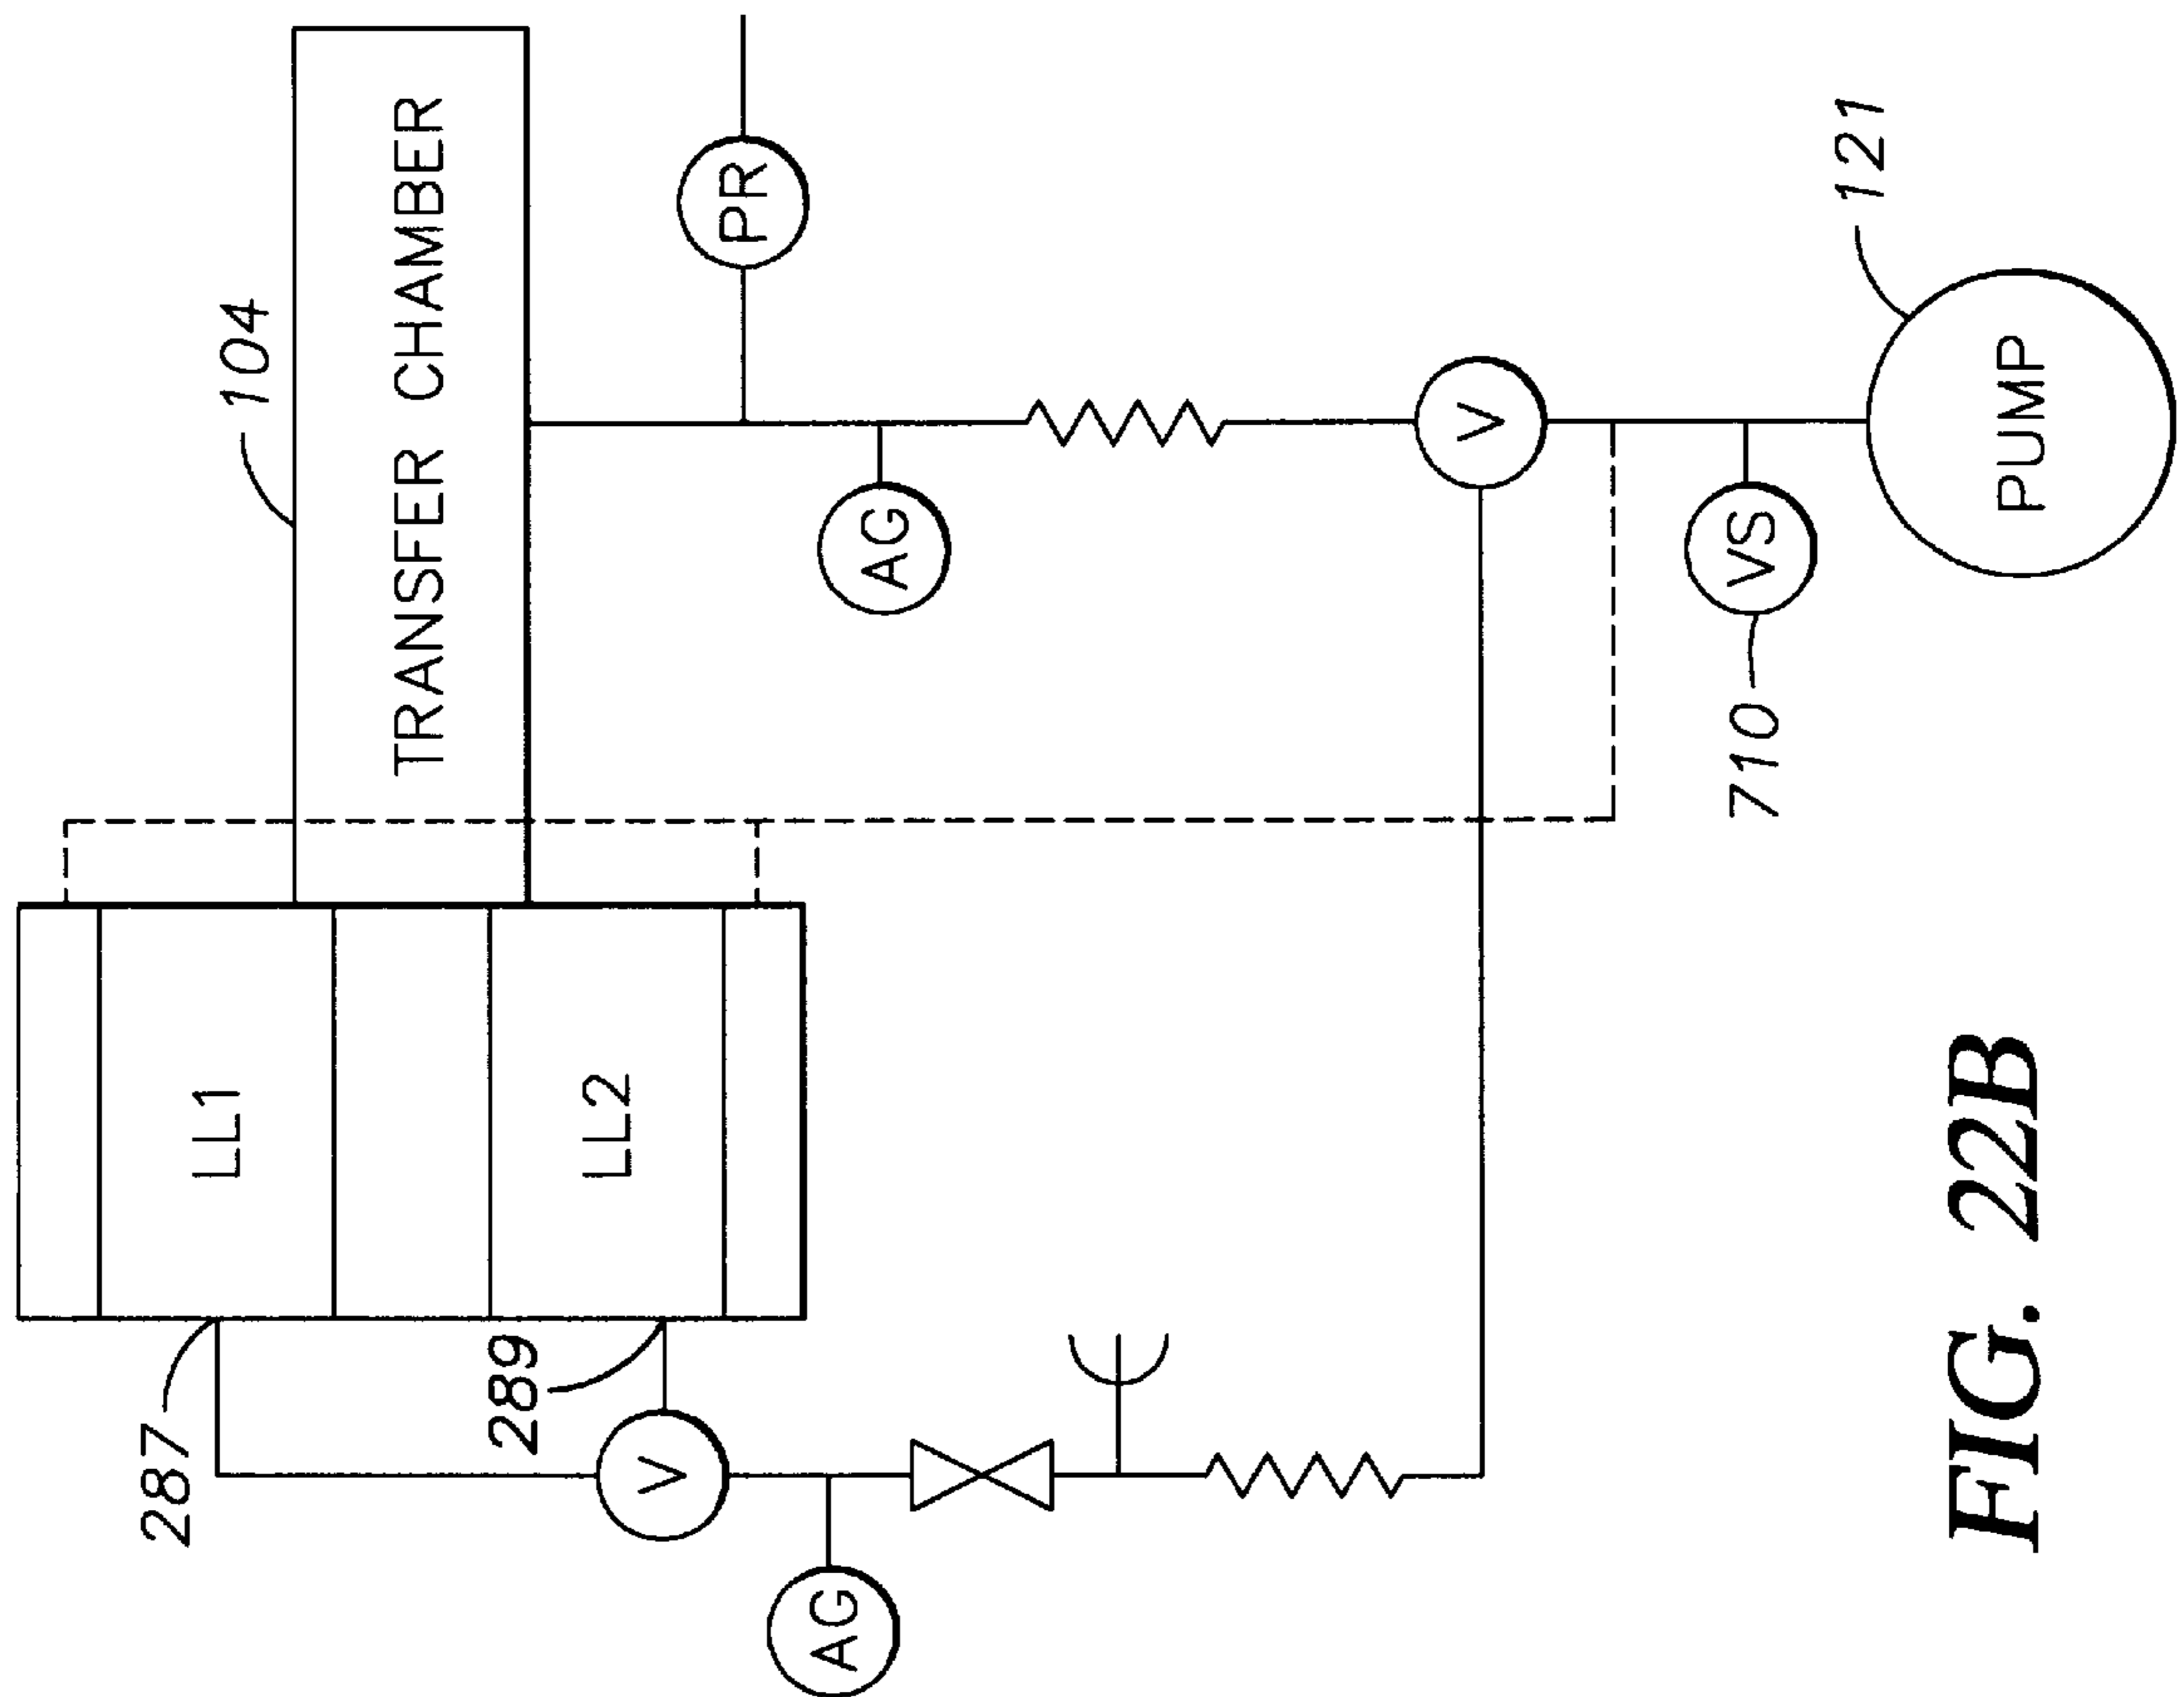 104
TRANSFER CHAMBER
PR
AG
V
VS
710
PUMP
121
LL1
LL2
287
289
V
AG
FIG. 22B